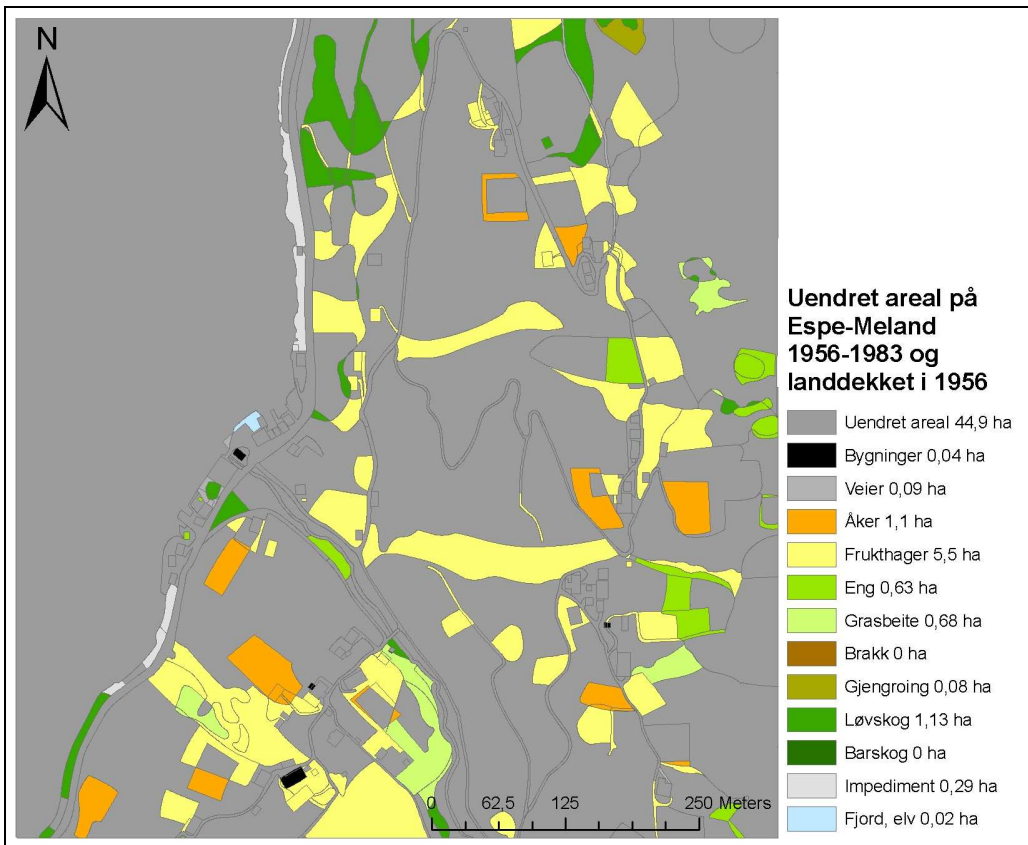 N
Uendret areal på
Espe-Meland
1956-1983 og
landdekket i 1956
Uendret areal 44,9 ha
Bygninger 0,04 ha
Veier 0,09 ha
Åker 1,1 ha
Frukthager 5,5 ha
Eng 0,63 ha
Grasbeite 0,68 ha
Brakk 0 ha
Gjengroing 0,08 ha
Løvskog 1,13 ha
Barskog 0 ha
Impediment 0,29 ha
Fjord, elv 0,02 ha
0 62,5 125 250 Meters